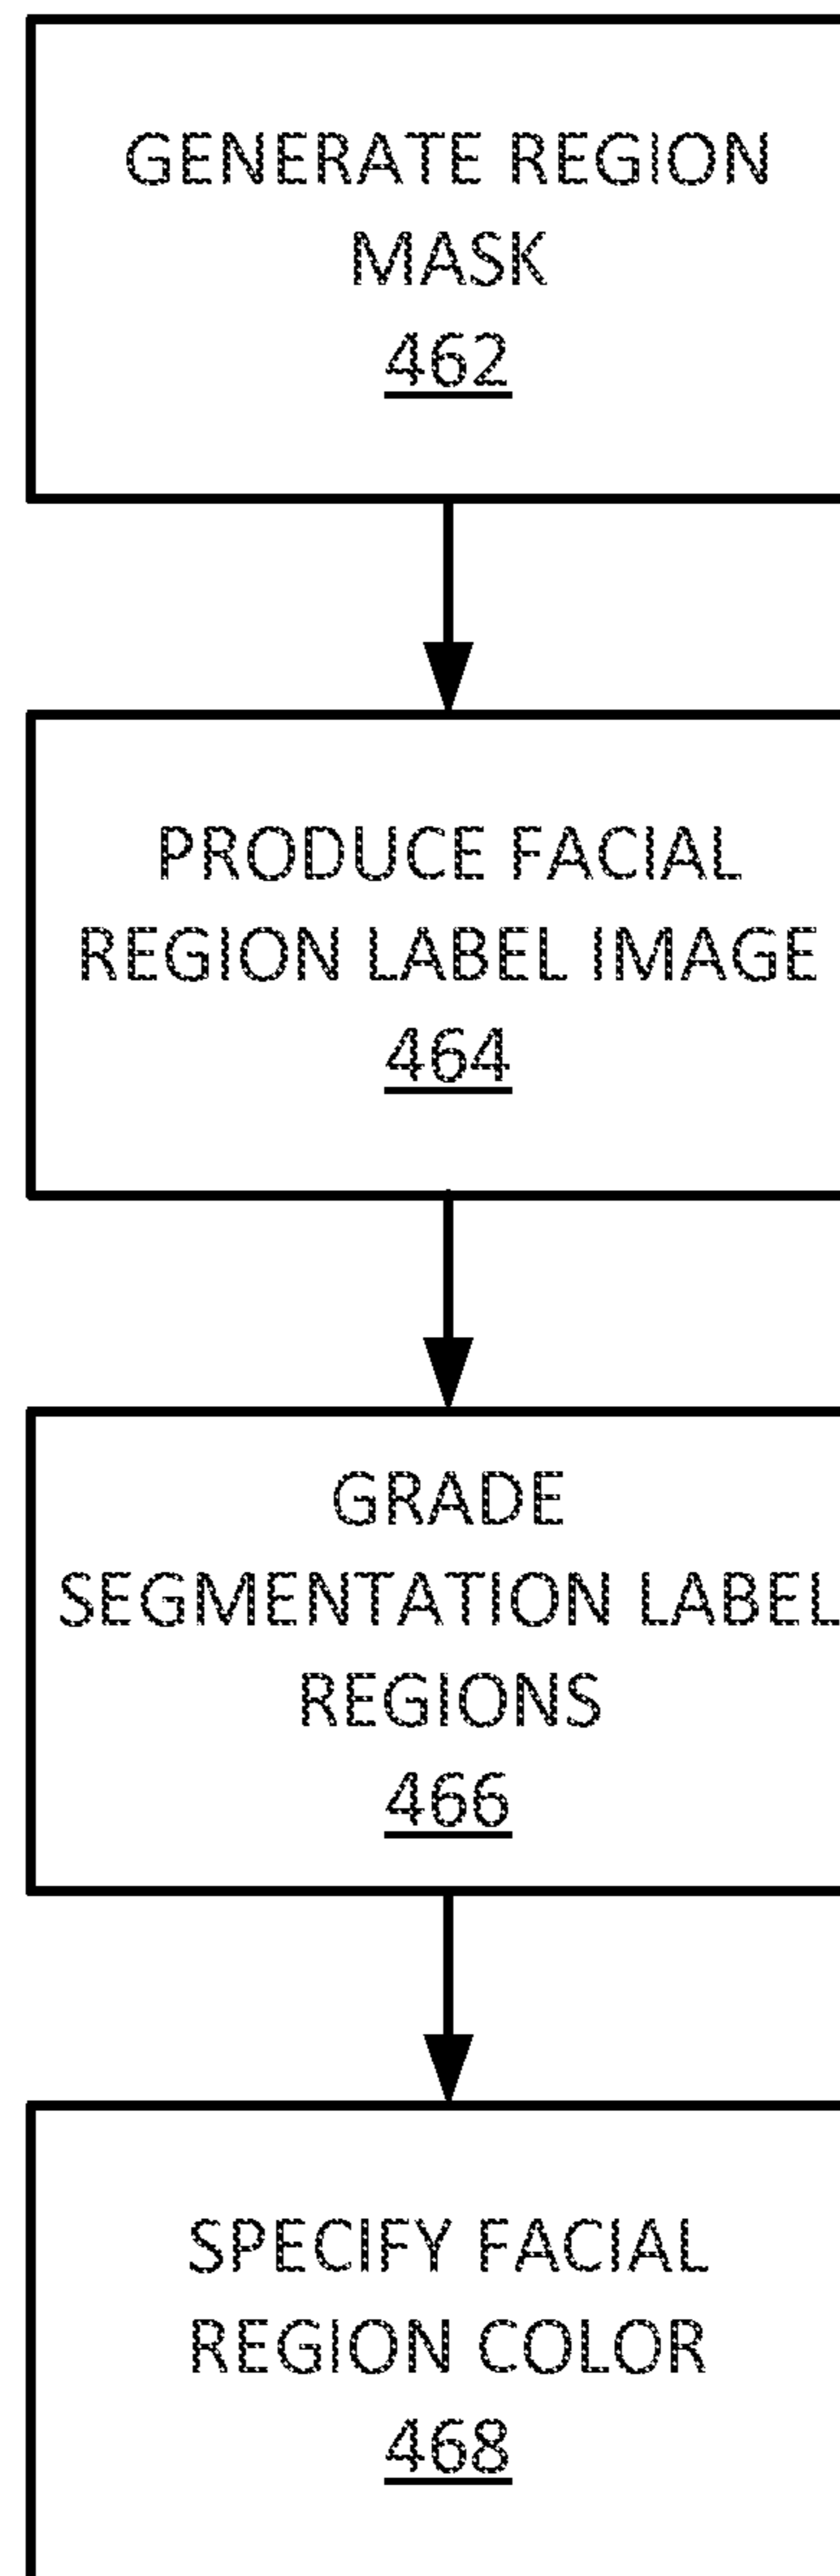 GENERATE REGION
MASK
462
PRODUCE FACIAL
REGION LABEL IMAGE
464
GRADE
SEGMENTATION LABEL
REGIONS
466
SPECIFY FACIAL
REGION COLOR
468